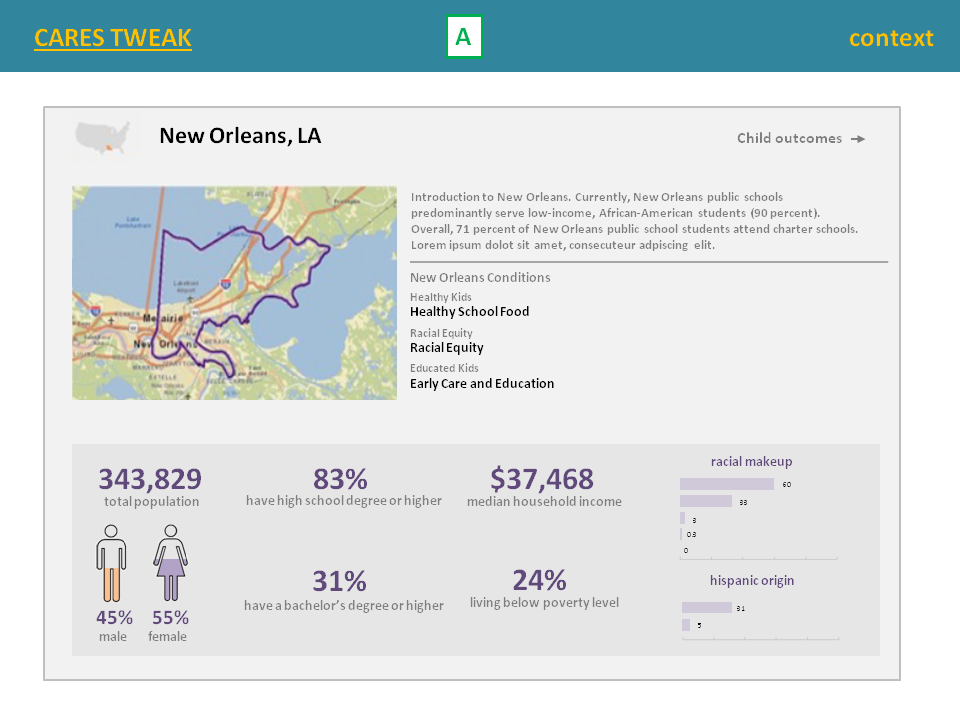 CARES TWEAK
A
context
New Orleans, LA
Child outcomes
Introduction to New Orleans. Currently, New Orleans public schools
predominantly serve low-income, African-American students (90 percent).
Overall, 71 percent of New Orleans public school students attend charter schools.
Lorem ipsum dolot sit amet, consecuteur adpiscing elit.
New Orleans Conditions
Healthy Kids
Healthy School Food
Racial Equity
Racial Equity
Educated Kids
Early Care and Education
Metairie
New Orleans
343,829
total population
83%
have high school degree or higher
$37,468
median household income
racial makeup
60
33
3
0.3
0
45%
male
55%
female
31%
have a bachelor's degree or higher
24%
living below poverty level
hispanic origin
31
5